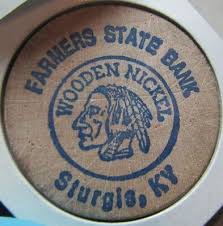 FARMERS STATE BANK
WOODEN NICKEL
Sturgis, KY